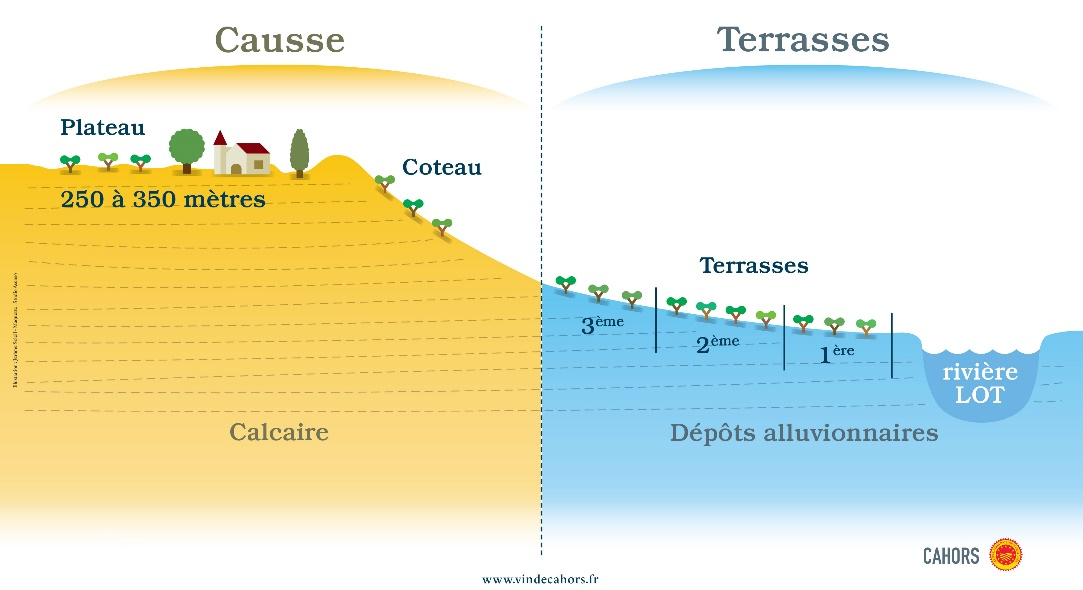 Causse
Terrasses
Plateau
Coteau
250 à 350 mètres
Terrasses
3ème
2ème
1ère
rivière
LOT
Calcaire
Dépôts alluvionnaires
CAHORS
www.vindecahors.fr